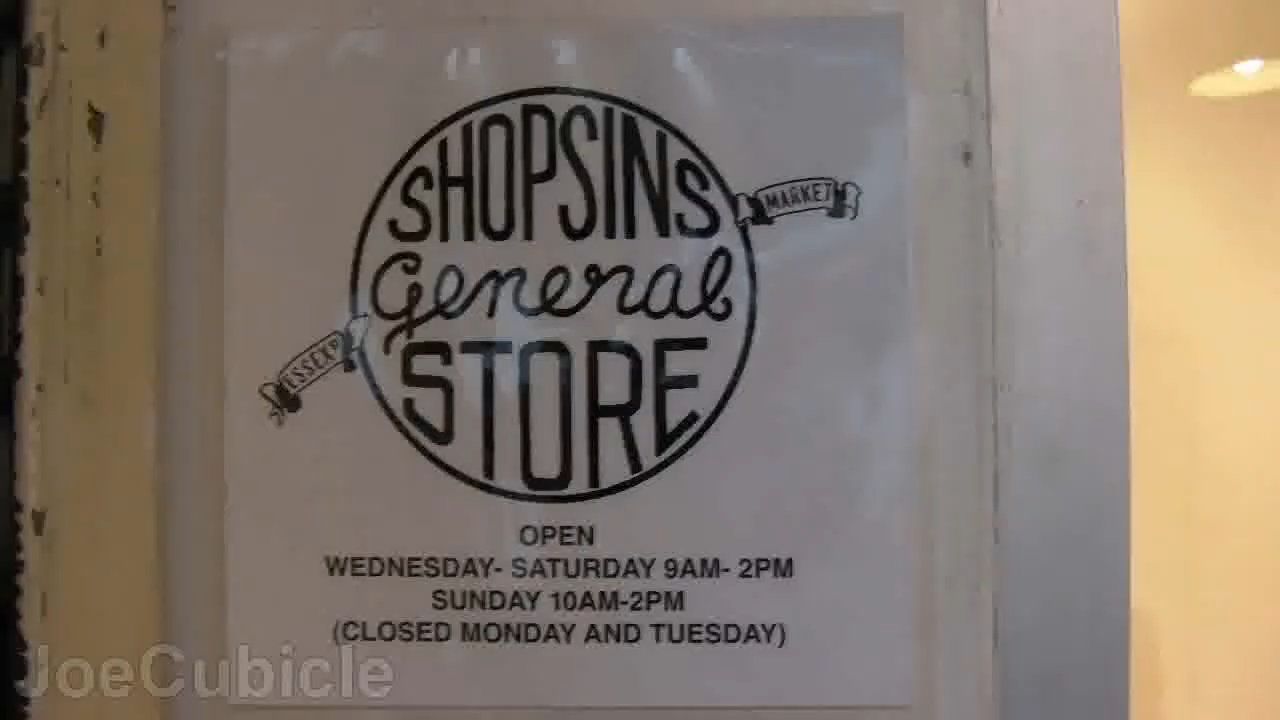 SHOPSINS
MARKET
General
ESSEX
STORE
OPEN
WEDNESDAY- SATURDAY 9AM- 2PM
SUNDAY 10AM-2PM
(CLOSED MONDAY AND TUESDAY)
JoeCubicle